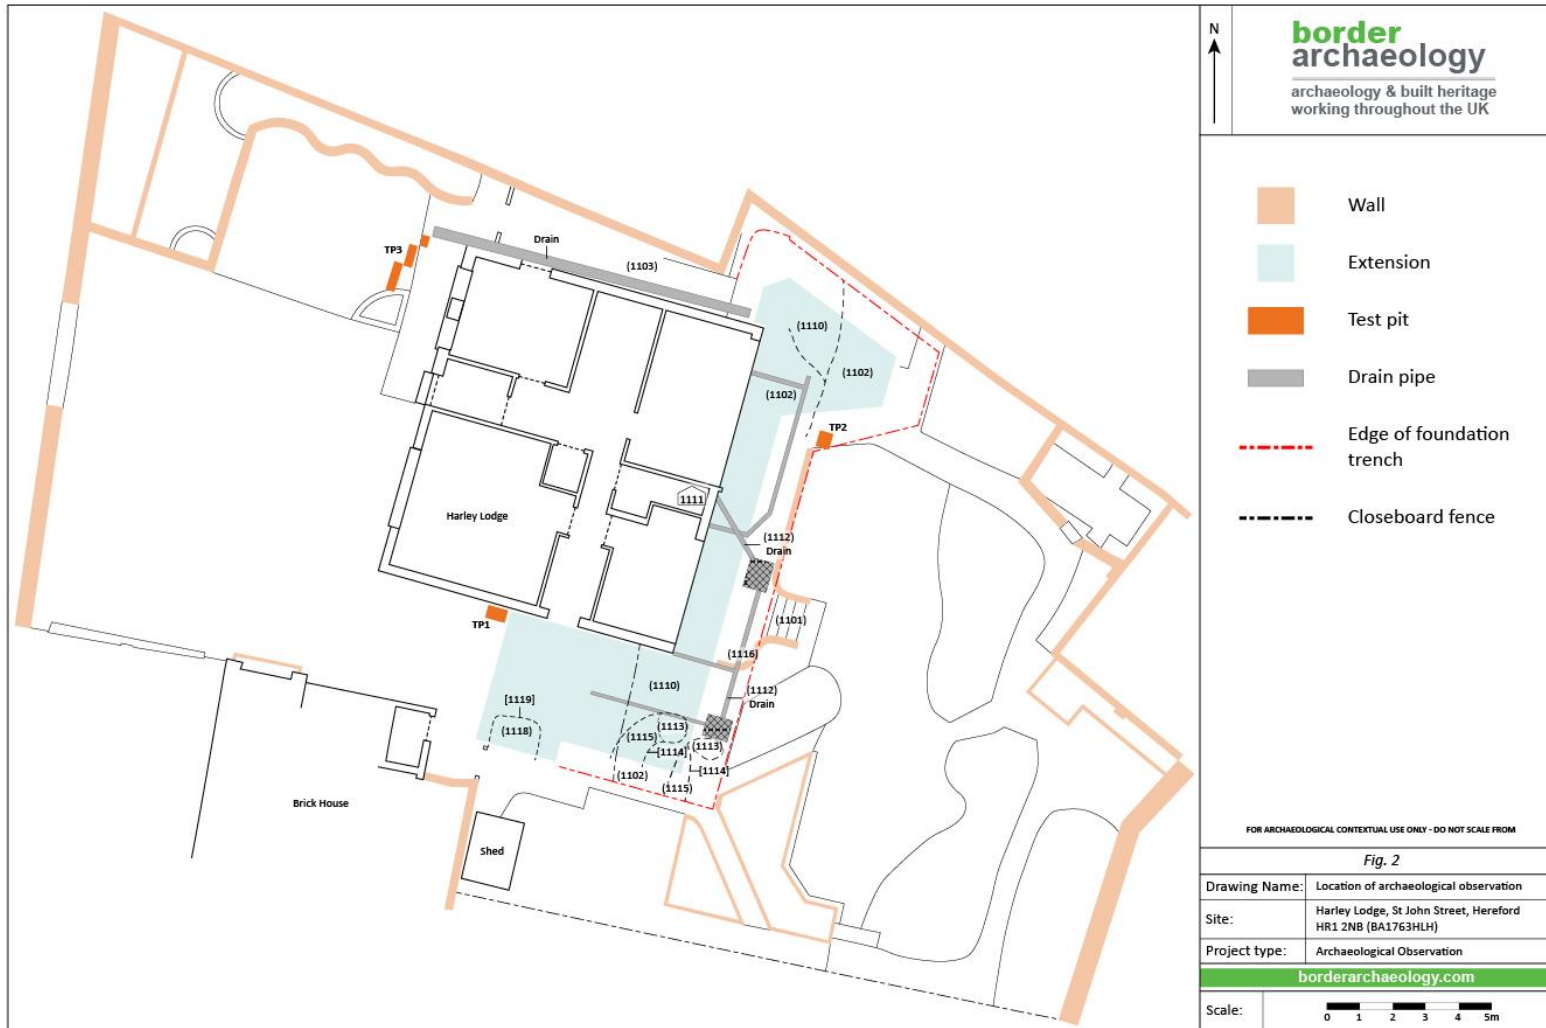 N
border
archaeology
archaeology & built heritage
working throughout the UK
Wall
Extension
Test pit
Drain pipe
Edge of foundation
trench
Closeboard fence
TP3
Drain
(1103)
(1110)
(1102)
(1102)
TP2
1111
Harley Lodge
(1112)
Drain
(1101)
TP1
(1116)
(1110)
(1112)
Drain
[1119]
(1118)
(1113)
(1115)
(1113)
[1114]
[1114]
(1102)
(1115)
Brick House
Shed
FOR ARCHAEOLOGICAL CONTEXTUAL USE ONLY - DO NOT SCALE FROM
Fig. 2
Drawing Name: Location of archaeological observation
Site: Harley Lodge, St John Street, Hereford
HR1 2NB (BA1763HLH)
Project type: Archaeological Observation
borderarchaeology.com
Scale:
0 1 2 3 4 5m